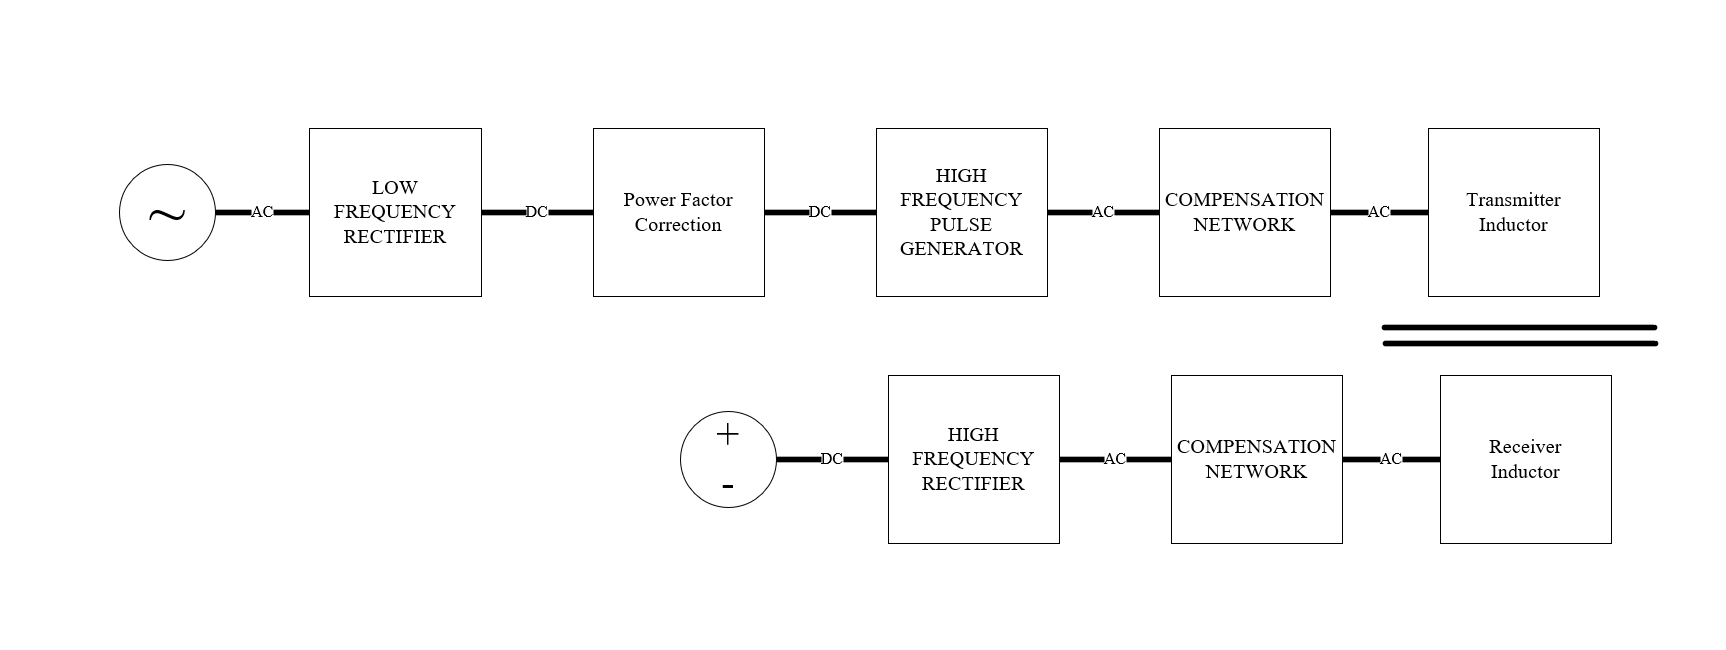 ~
AC
LOW
FREQUENCY
RECTIFIER
DC
Power Factor
Correction
DC
HIGH
FREQUENCY
PULSE
GENERATOR
AC
COMPENSATION
NETWORK
AC
Transmitter
Inductor
+
-
DC
HIGH
FREQUENCY
RECTIFIER
AC
COMPENSATION
NETWORK
AC
Receiver
Inductor